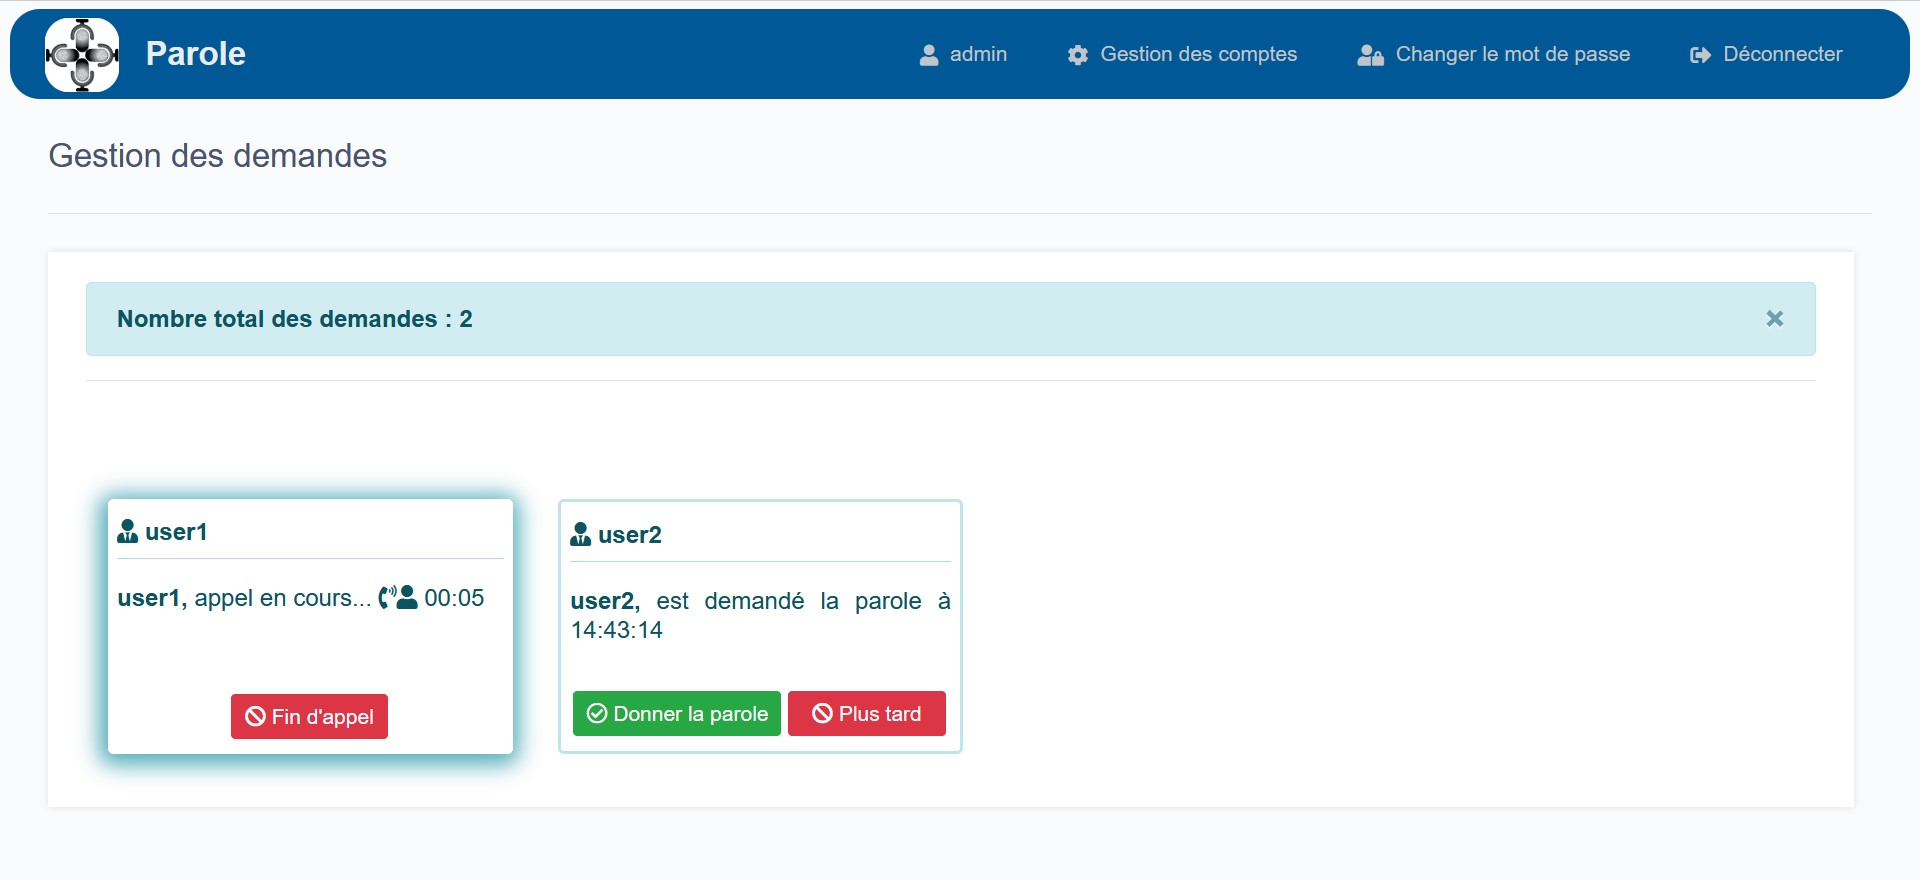 Parole
admin
Gestion des comptes
Changer le mot de passe
Déconnecter
Gestion des demandes
Nombre total des demandes : 2
user1
user1, appel en cours... 00:05
Fin d'appel
user2
user2, est demandé la parole à
14:43:14
Donner la parole
Plus tard